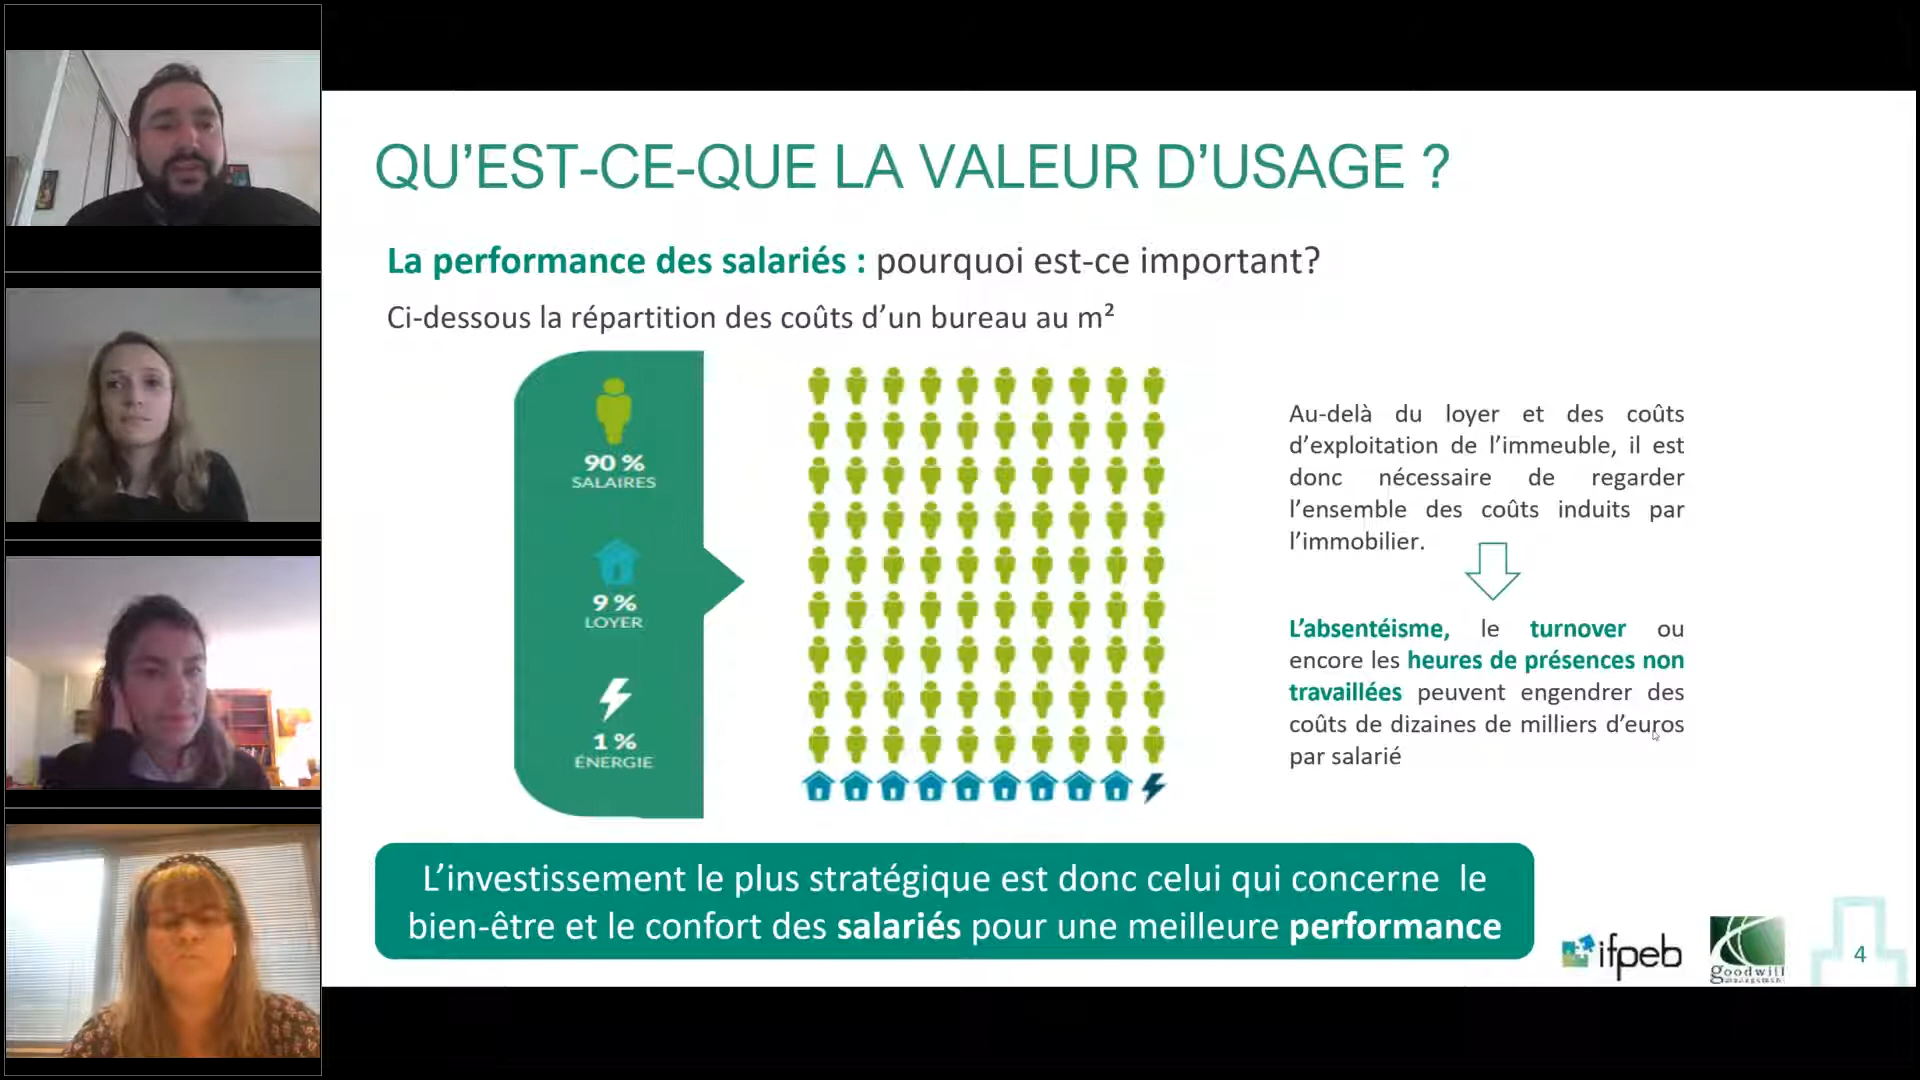 QU’EST-CE-QUE LA VALEUR D’USAGE ?
La performance des salariés : pourquoi est-ce important?
Ci-dessous la répartition des coûts d’un bureau au m²
90 %
SALAIRES
9 %
LOYER
1 %
ÉNERGIE
Au-delà du loyer et des coûts
d’exploitation de l’immeuble, il est
donc nécessaire de regarder
l’ensemble des coûts induits par
l’immobilier.
L’absentéisme, le turnover ou
encore les heures de présences non
travaillées peuvent engendrer des
coûts de dizaines de milliers d’euros
par salarié
L’investissement le plus stratégique est donc celui qui concerne le
bien-être et le confort des salariés pour une meilleure performance
ifpeb
goodwill
management
4